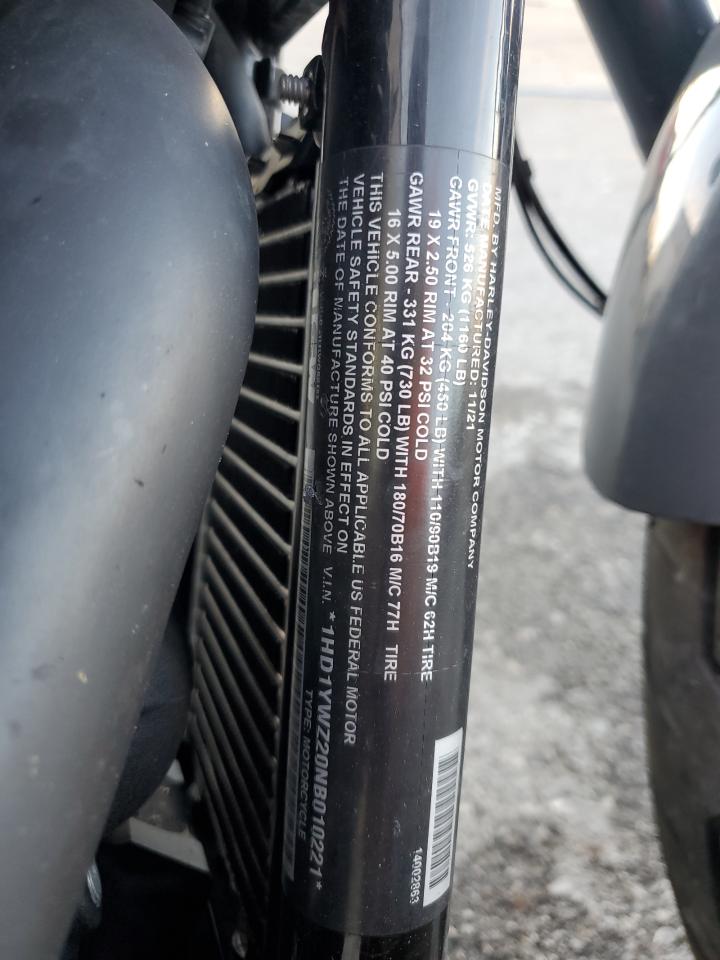 MFD. BY HARLEY-DAVIDSON MOTOR COMPANY
DATE MANUFACTURED: 11/21
GVWR: 526 KG (1160 LB)
GAWR FRONT - 204 KG (450 LB) WITH 110/90B19 M/C 62H TIRE
19 X 2.50 RIM AT 32 PSI COLD
GAWR REAR - 331 KG (730 LB) WITH 180/70B16 M/C 77H TIRE
16 X 5.00 RIM AT 40 PSI COLD
THIS VEHICLE CONFORMS TO ALL APPLICABLE US FEDERAL MOTOR
VEHICLE SAFETY STANDARDS IN EFFECT ON
THE DATE OF MANUFACTURE SHOWN ABOVE V.I.N. *1HD1YWZ20NB010221*
TYPE: MOTORCYCLE
14002863